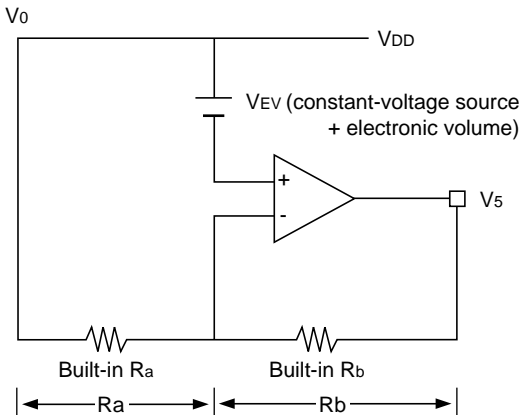 V0
VDD
VEV (constant-voltage source
+ electronic volume)
+
-
V5
Built-in Ra
Built-in Rb
Ra
Rb